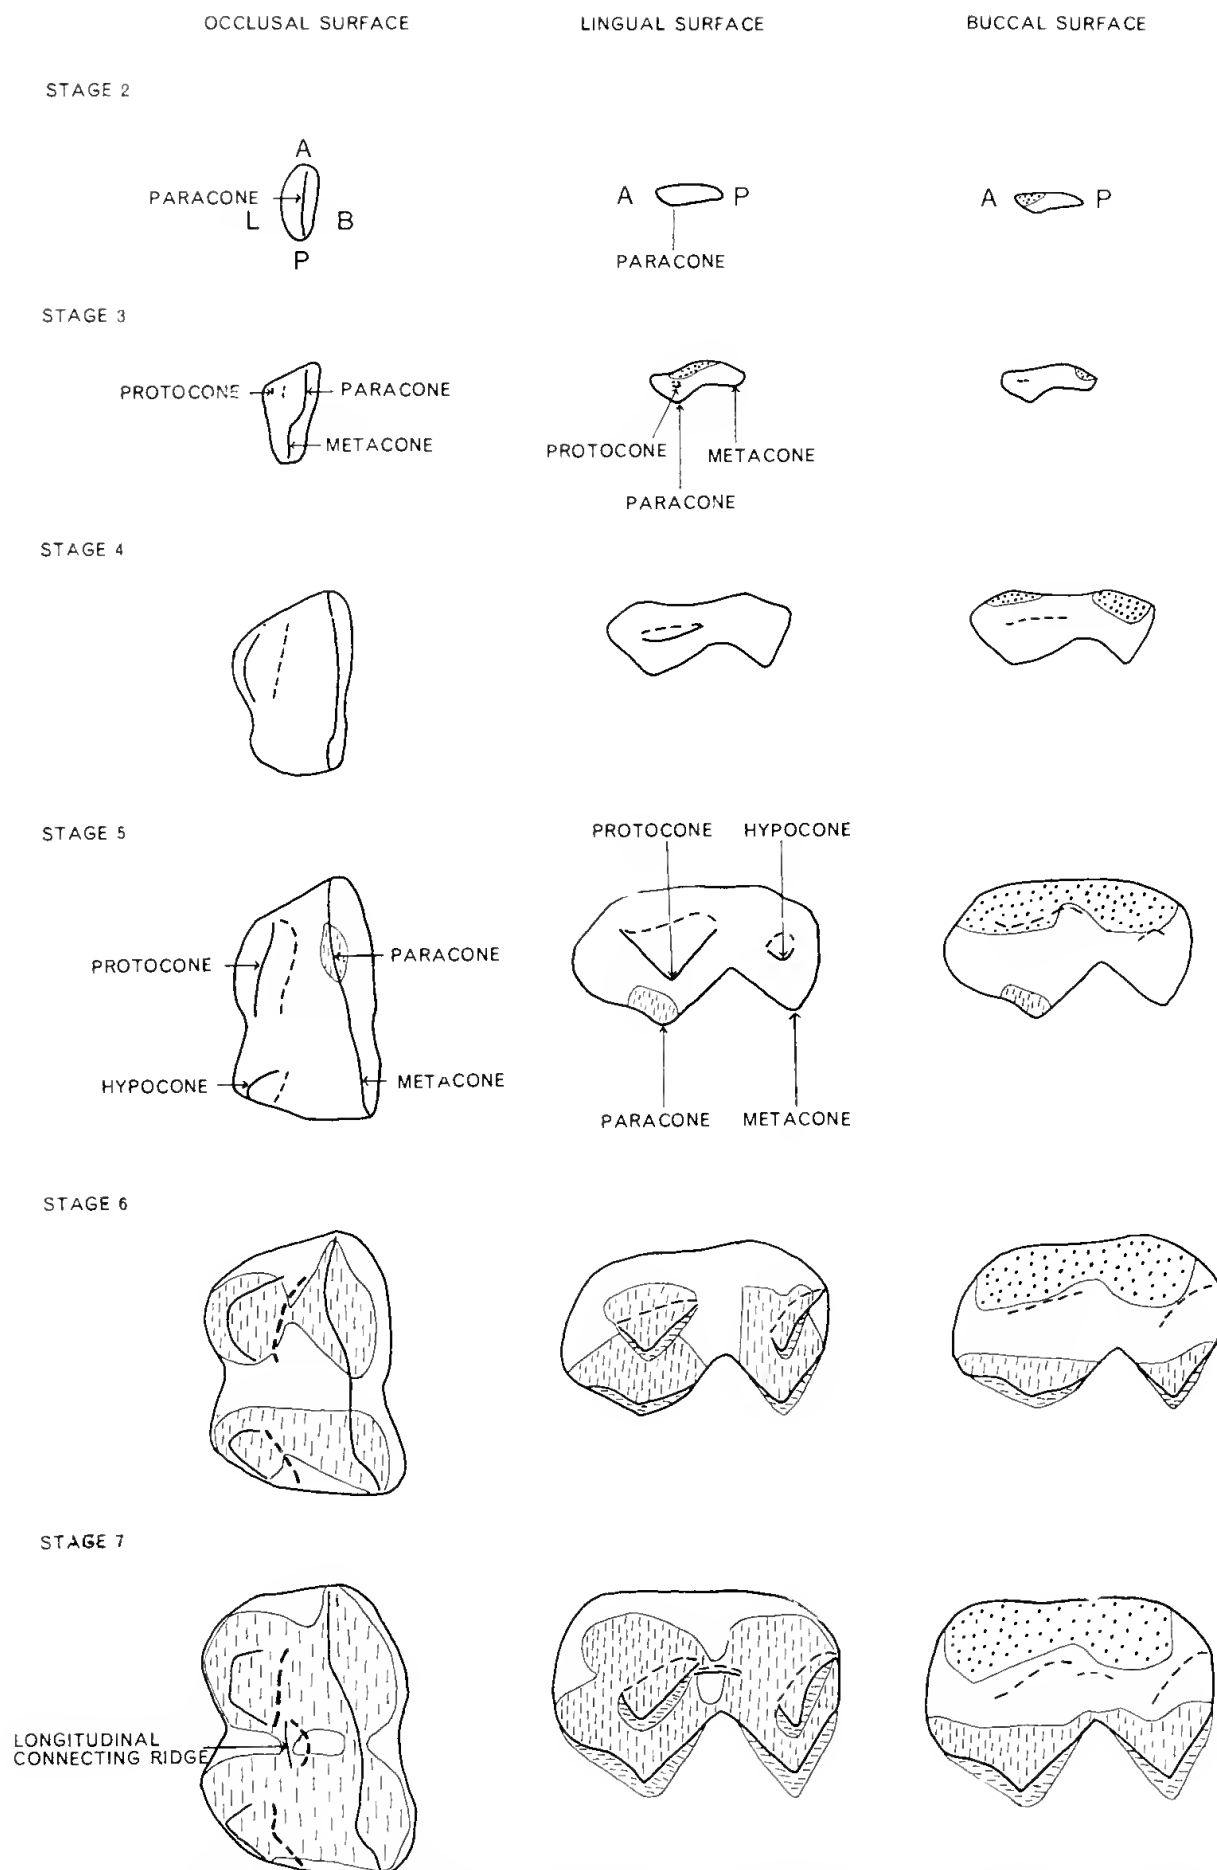 OCCLUSAL SURFACE
LINGUAL SURFACE
BUCCAL SURFACE
STAGE 2
A
PARACONE
L
B
P
A
P
PARACONE
A
P
STAGE 3
PROTOCONE
PARACONE
METACONE
PROTOCONE
METACONE
PARACONE
STAGE 4
STAGE 5
PROTOCONE
HYPOCONE
PROTOCONE
PARACONE
HYPOCONE
METACONE
PARACONE
METACONE
STAGE 6
STAGE 7
LONGITUDINAL
CONNECTING RIDGE